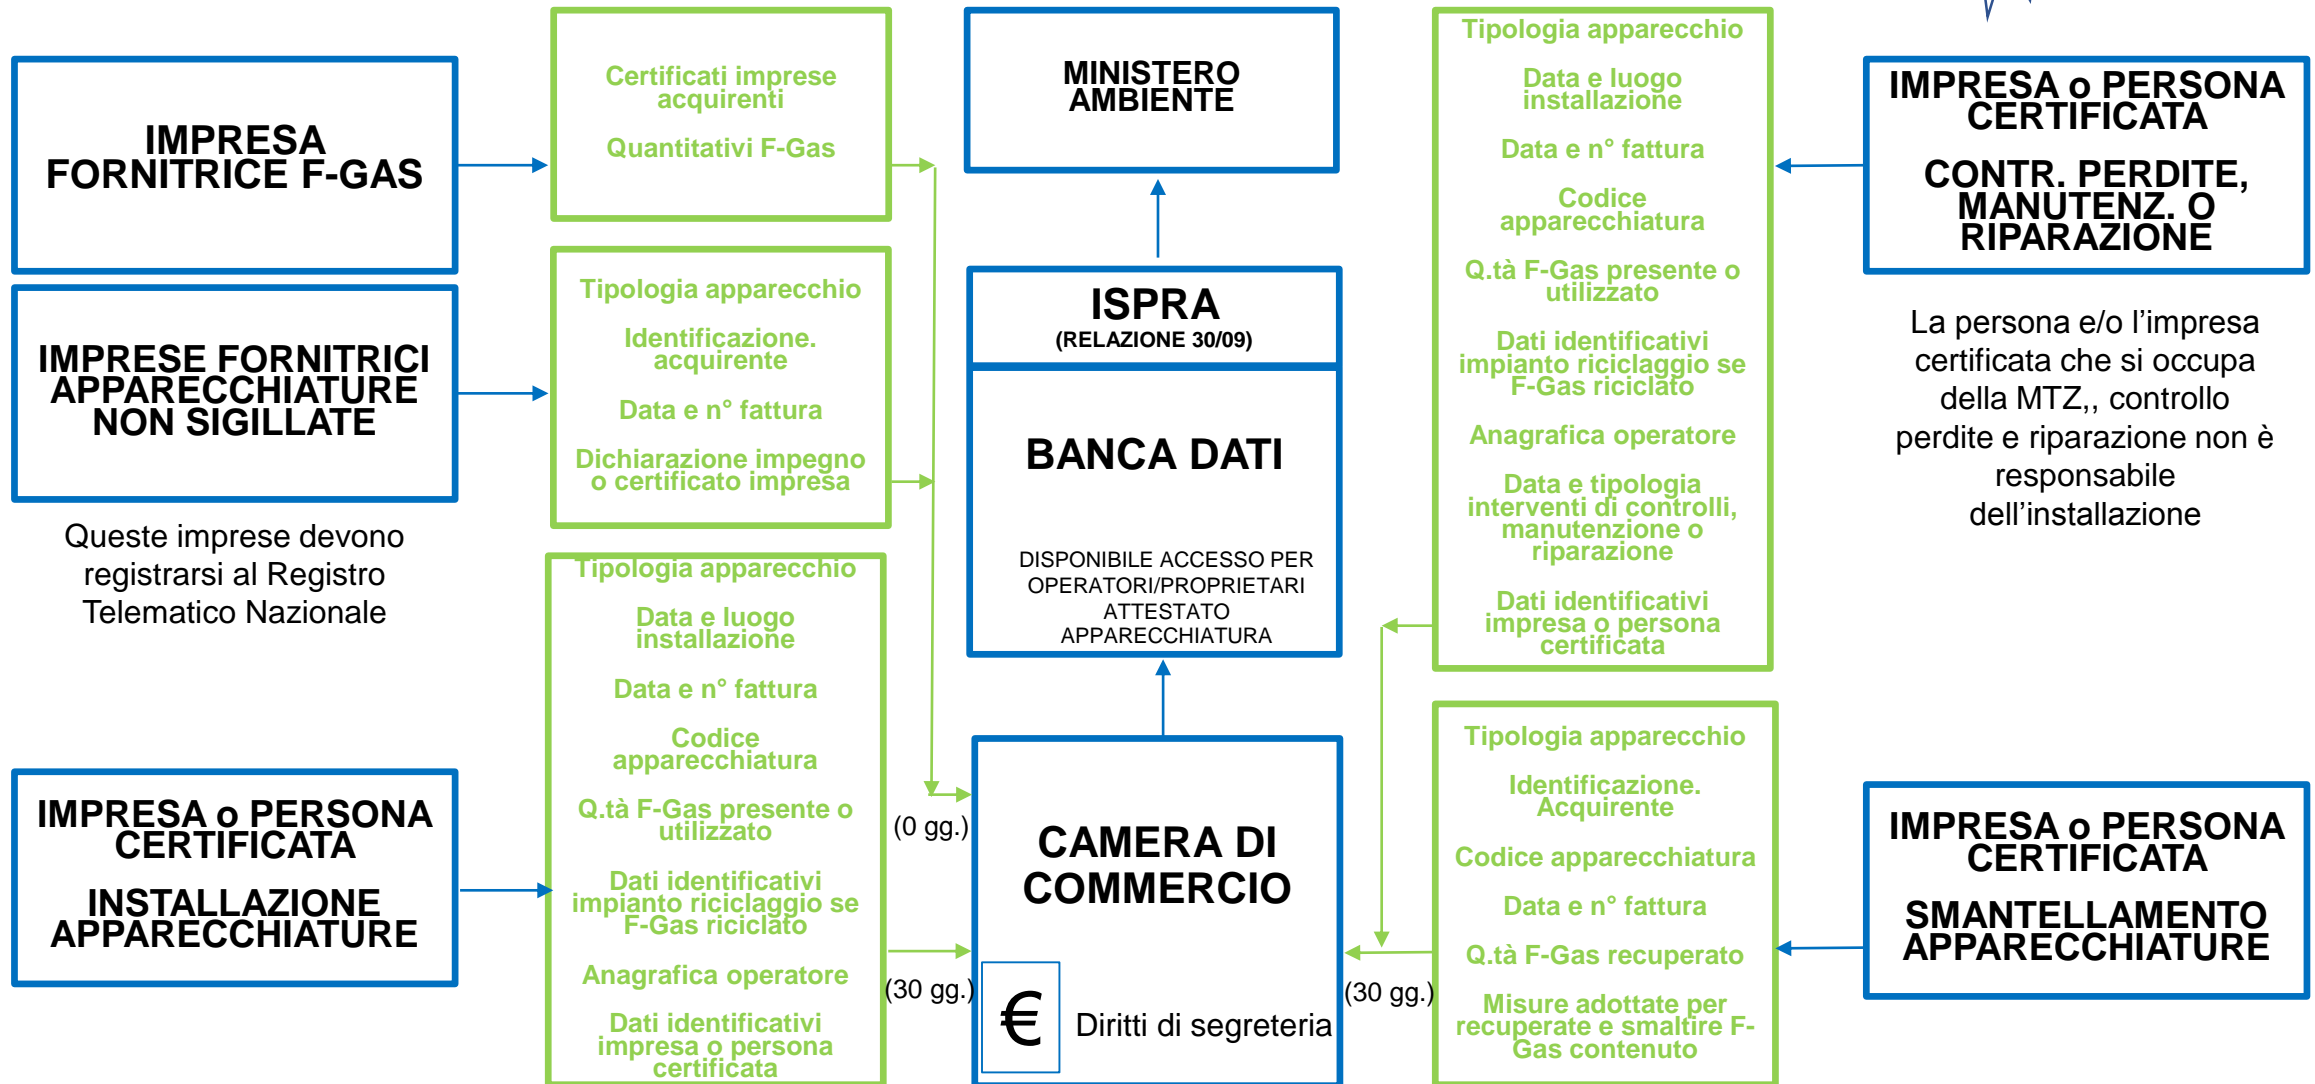 IMPRESA
FORNITRICE F-GAS
IMPRESE FORNITRICI
APPARECCHIATURE
NON SIGILLATE
Queste imprese devono
registrarsi al Registro
Telematico Nazionale
IMPRESA o PERSONA
CERTIFICATA
INSTALLAZIONE
APPARECCHIATURE
Certificati imprese
acquirenti
Quantitativi F-Gas
Tipologia apparecchio
Identificazione.
acquirente
Data e n° fattura
Dichiarazione impegno
o certificato impresa
Tipologia apparecchio
Data e luogo
installazione
Data e n° fattura
Codice
apparecchiatura
Q.tà F-Gas presente o
utilizzato
Dati identificativi
impianto riciclaggio se
F-Gas riciclato
Anagrafica operatore
Dati identificativi
impresa o persona
certificata
(0 gg.)
(30 gg.)
MINISTERO
AMBIENTE
ISPRA
(RELAZIONE 30/09)
BANCA DATI
DISPONIBILE ACCESSO PER
OPERATORI/PROPRIETARI
ATTESTATO
APPARECCHIATURA
CAMERA DI
COMMERCIO
€
Diritti di segreteria
(30 gg.)
Tipologia apparecchio
Data e luogo
installazione
Data e n° fattura
Codice
apparecchiatura
Q.tà F-Gas presente o
utilizzato
Dati identificativi
impianto riciclaggio se
F-Gas riciclato
Anagrafica operatore
Data e tipologia
interventi di controlli,
manutenzione o
riparazione
Dati identificativi
impresa o persona
certificata
Tipologia apparecchio
Identificazione.
Acquirente
Codice apparecchiatura
Data e n° fattura
Q.tà F-Gas recuperato
Misure adottate per
recuperate e smaltire F-
Gas contenuto
IMPRESA o PERSONA
CERTIFICATA
CONTR. PERDITE,
MANUTENZ. O
RIPARAZIONE
La persona e/o l’impresa
certificata che si occupa
della MTZ,, controllo
perdite e riparazione non è
responsabile
dell’installazione
IMPRESA o PERSONA
CERTIFICATA
SMANTELLAMENTO
APPARECCHIATURE